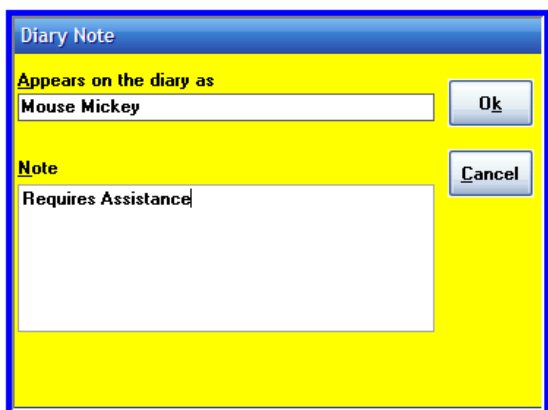 Diary Note
Appears on the diary as
Mouse Mickey
Ok
Note
Cancel
Requires Assistance